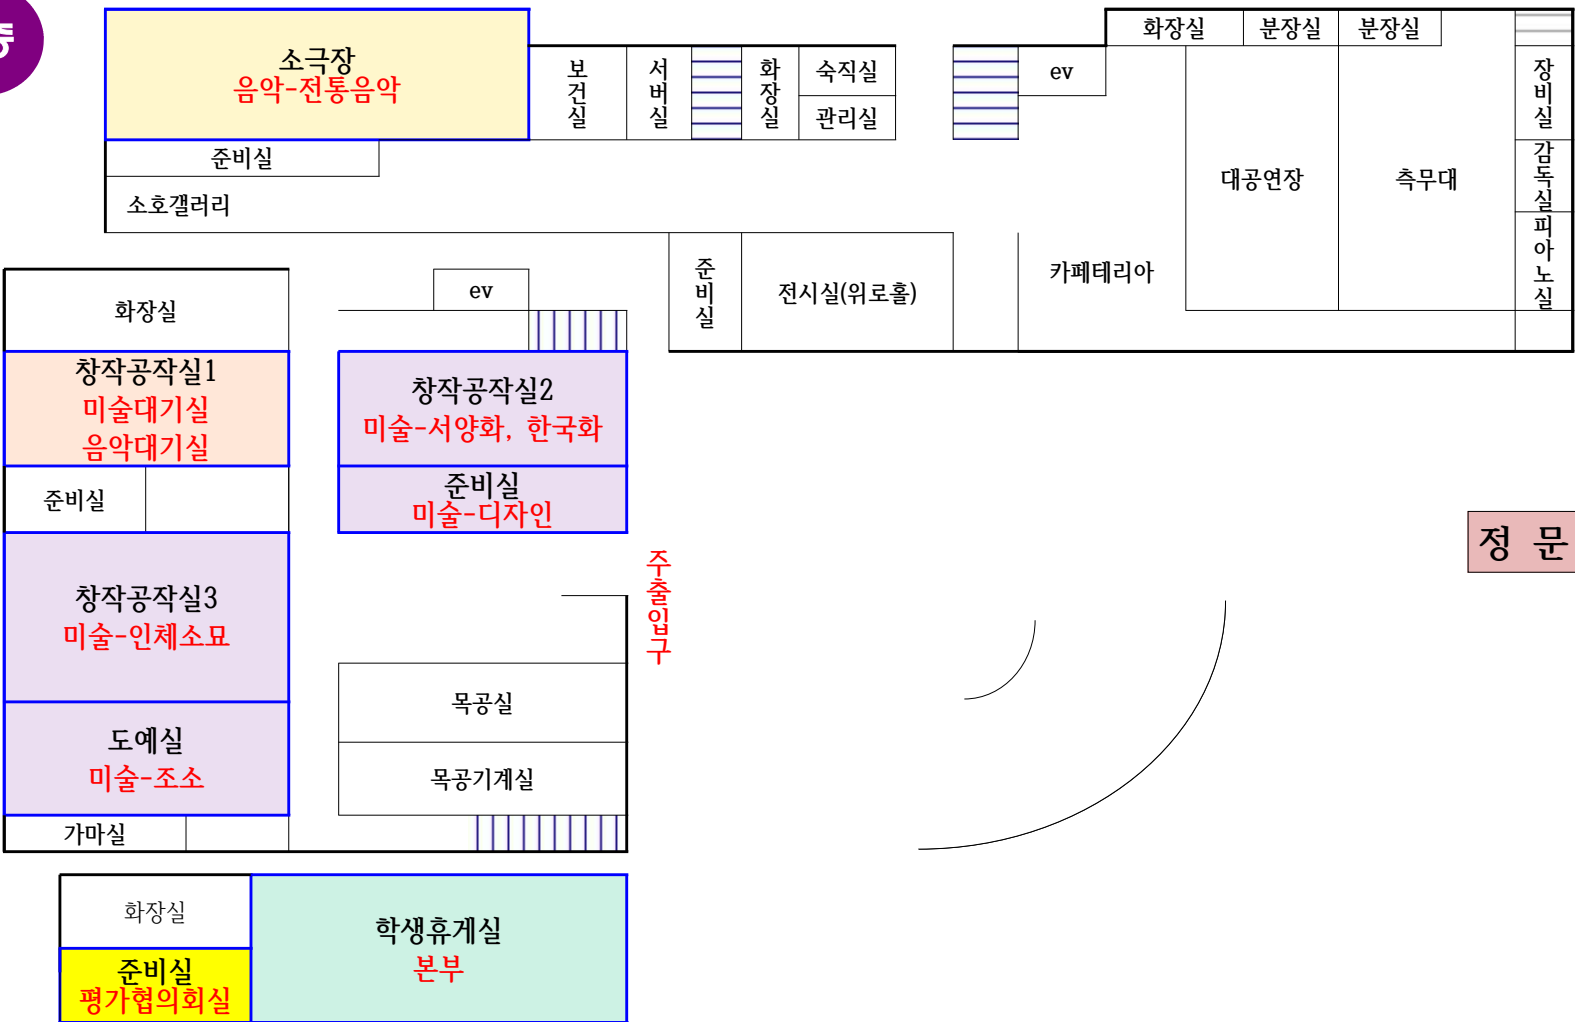 층
소극장
음악-전통음악
보건실
서버실
화장실
숙직실
관리실
ev
화장실
분장실
분장실
장비실
감독실
피아노실
대공연장
측무대
준비실
소호갤러리
준비실
전시실(위로홀)
카페테리아
화장실
ev
창작공작실1
미술대기실
음악대기실
창작공작실2
미술-서양화, 한국화
준비실
준비실
미술-디자인
창작공작실3
미술-인체소묘
주출입구
정 문
목공실
도예실
미술-조소
목공기계실
가마실
화장실
학생휴게실
본부
준비실
평가협의회실